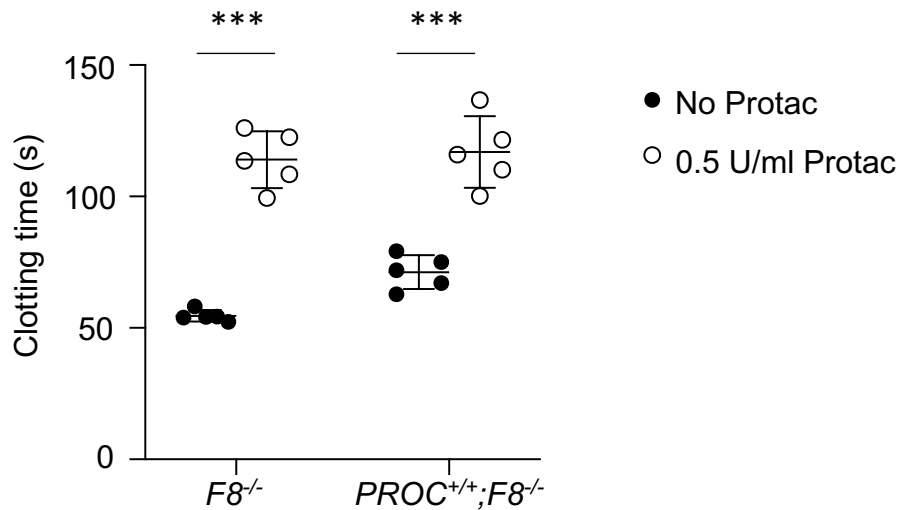 *** ***
150
100
50
0
Clotting time (s)
No Protac
0.5 U/ml Protac
F8-/- PROC+/+;F8-/-